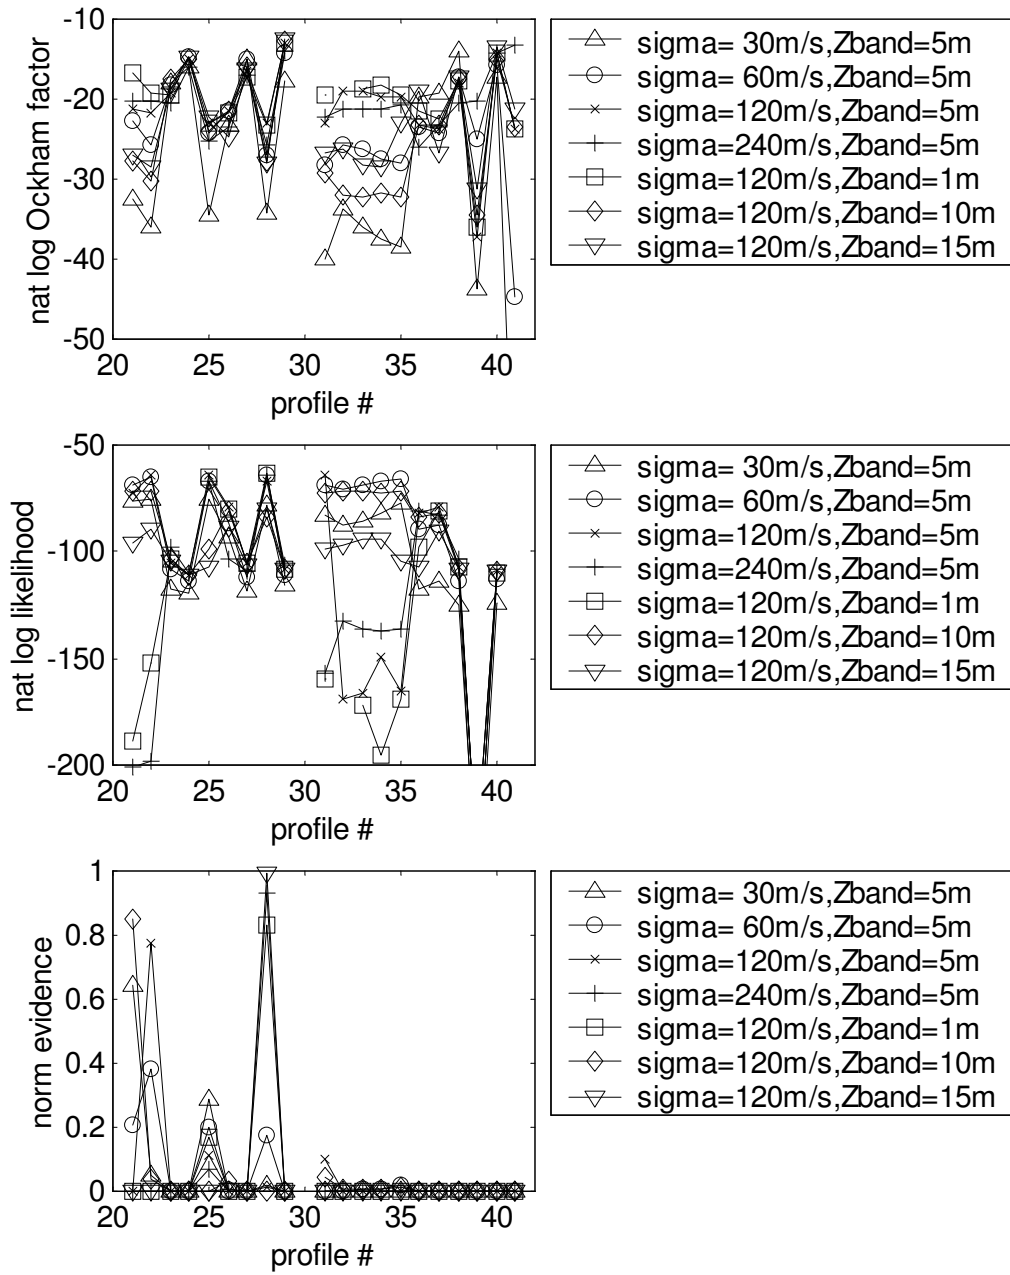 -10
-20
-30
-40
-50
nat log Ockham factor
20
25
30
35
40
profile #
sigma= 30m/s,Zband=5m
sigma= 60m/s,Zband=5m
sigma=120m/s,Zband=5m
sigma=240m/s,Zband=5m
sigma=120m/s,Zband=1m
sigma=120m/s,Zband=10m
sigma=120m/s,Zband=15m
-50
-100
-150
-200
nat log likelihood
20
25
30
35
40
profile #
sigma= 30m/s,Zband=5m
sigma= 60m/s,Zband=5m
sigma=120m/s,Zband=5m
sigma=240m/s,Zband=5m
sigma=120m/s,Zband=1m
sigma=120m/s,Zband=10m
sigma=120m/s,Zband=15m
1
0.8
0.6
0.4
0.2
0
norm evidence
20
25
30
35
40
profile #
sigma= 30m/s,Zband=5m
sigma= 60m/s,Zband=5m
sigma=120m/s,Zband=5m
sigma=240m/s,Zband=5m
sigma=120m/s,Zband=1m
sigma=120m/s,Zband=10m
sigma=120m/s,Zband=15m